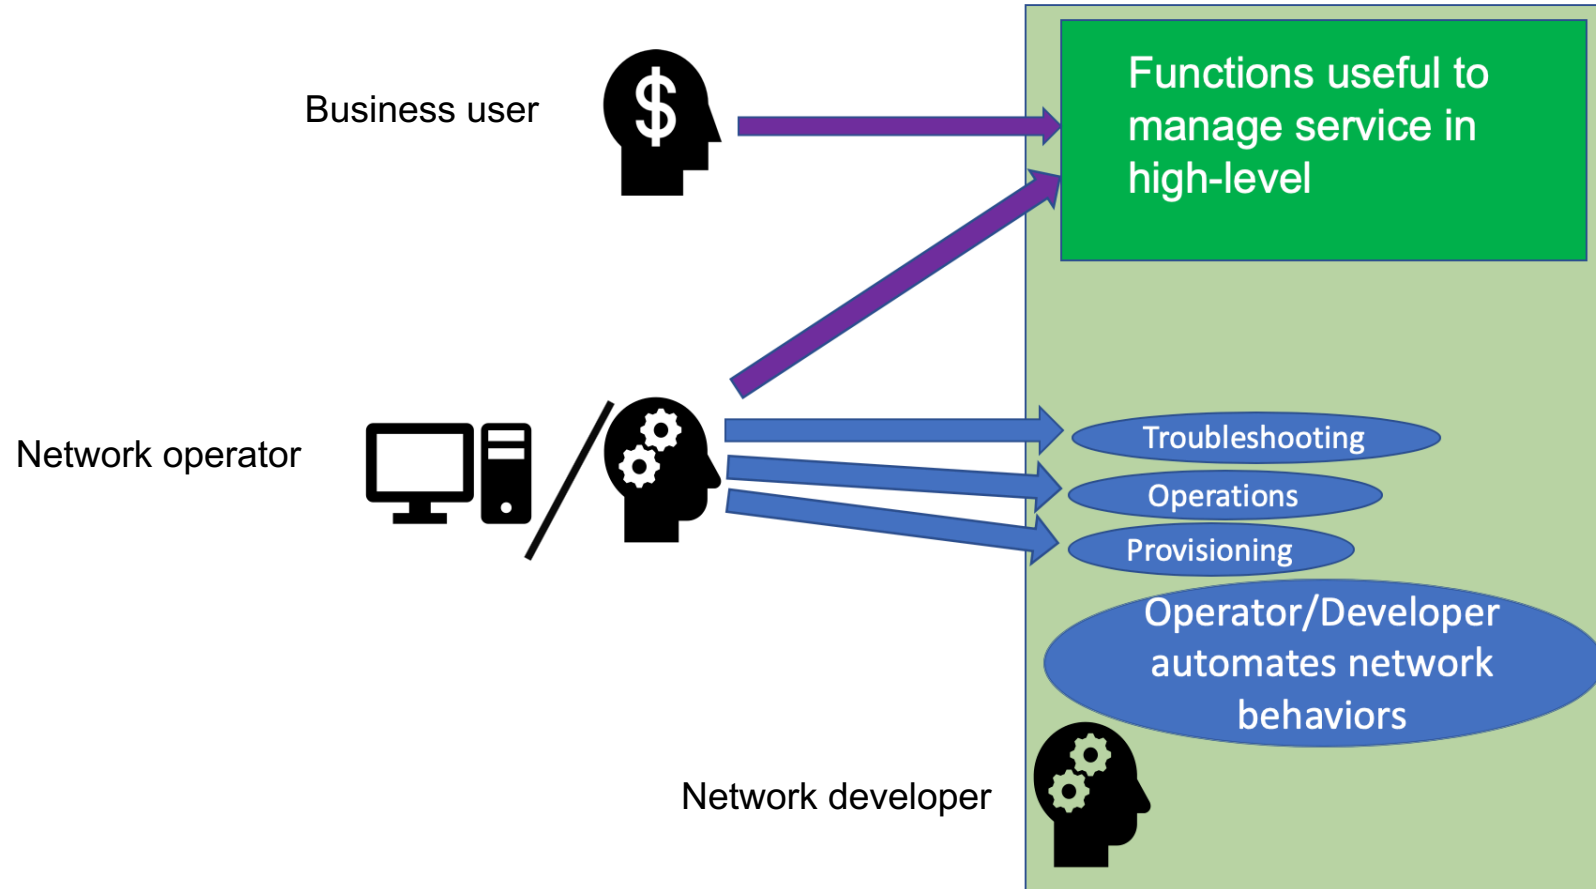 Business user
$
Functions useful to
manage service in
high-level
Network operator
Troubleshooting
Operations
Provisioning
Operator/Developer
automates network
behaviors
Network developer